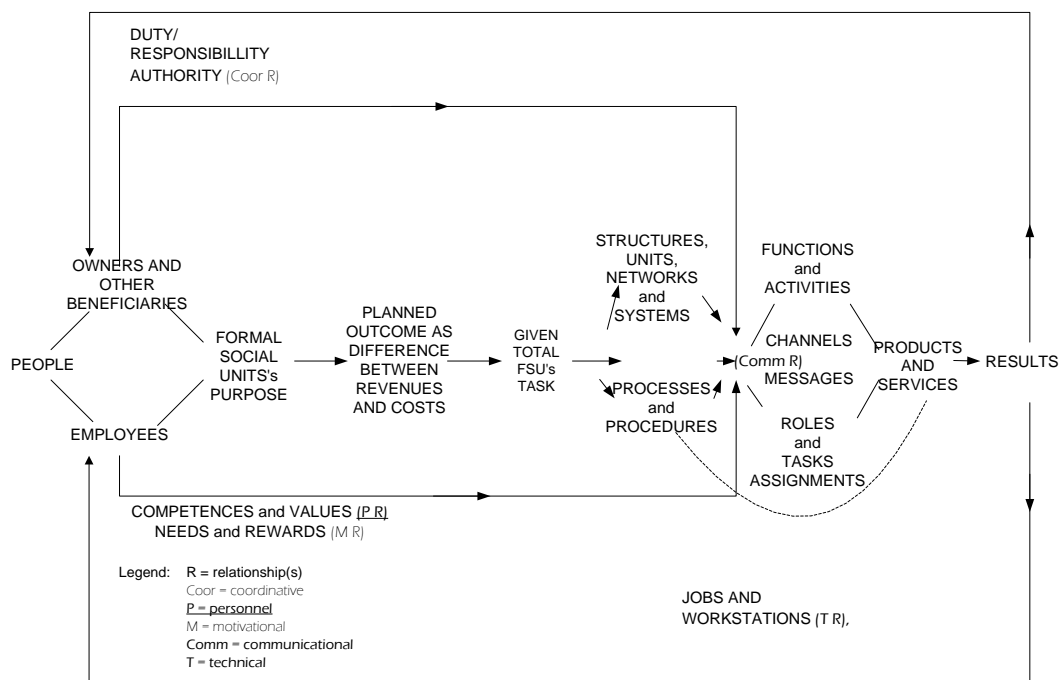 DUTY/
RESPONSIBILLITY
AUTHORITY (Coor R)
OWNERS AND
OTHER
BENEFICIARIES
PEOPLE
EMPLOYEES
FORMAL
SOCIAL
UNITS's
PURPOSE
PLANNED
OUTCOME AS
DIFFERENCE
BETWEEN
REVENUES
AND COSTS
GIVEN
TOTAL
FSU's
TASK
STRUCTURES,
UNITS,
NETWORKS
and
SYSTEMS
PROCESSES
and
PROCEDURES
(Comm R)
FUNCTIONS
and
ACTIVITIES
CHANNELS
MESSAGES
ROLES
and
TASKS
ASSIGNMENTS
PRODUCTS
AND
SERVICES
RESULTS
COMPETENCES and VALUES (P R)
NEEDS and REWARDS (M R)
Legend: R = relationship(s)
Coor = coordinative
P = personnel
M = motivational
Comm = communicational
T = technical
JOBS AND
WORKSTATIONS (T R),